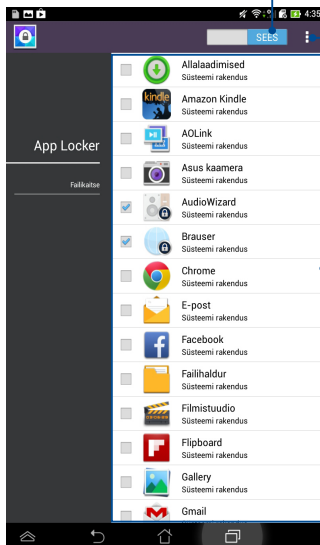 4:35
SEES
App Locker
Failikaitse
Allalaadimised
Süsteemi rakendus
kindle
Amazon Kindle
Süsteemi rakendus
AOLink
Süsteemi rakendus
Asus kaamera
Süsteemi rakendus
AudioWizard
Süsteemi rakendus
Brauser
Süsteemi rakendus
Chrome
Süsteemi rakendus
E-post
Süsteemi rakendus
Facebook
Süsteemi rakendus
Failihaldur
Süsteemi rakendus
Filmistuudio
Süsteemi rakendus
Flipboard
Süsteemi rakendus
Gallery
Süsteemi rakendus
Gmail